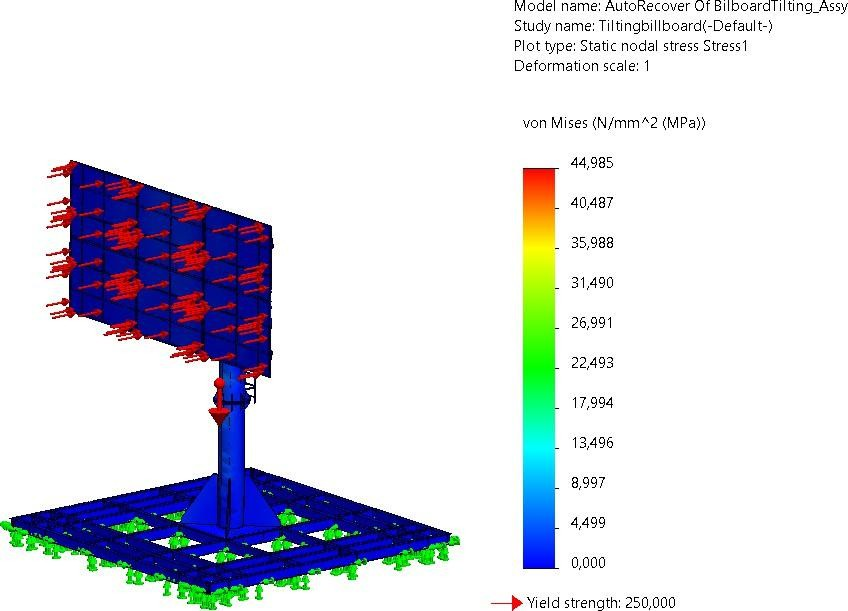 Model name: AutoRecover Of BilboardTilting_Assy
Study name: Tiltingbillboard(-Default-)
Plot type: Static nodal stress Stress1
Deformation scale: 1
von Mises (N/mm^2 (MPa))
44,985
40,487
35,988
31,490
26,991
22,493
17,994
13,496
8,997
4,499
0,000
Yield strength: 250,000